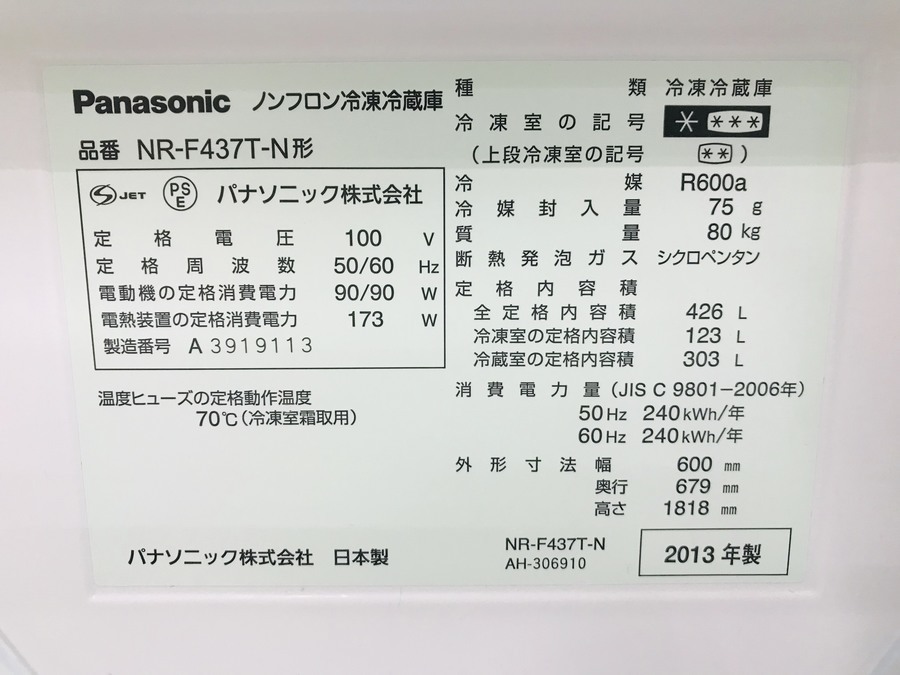 Panasonic ノンフロン冷凍冷蔵庫
品番 NR-F437T-N形
S JET PSE パナソニック株式会社
定格電圧 100 V
定格周波数 50/60 Hz
電動機の定格消費電力 90/90 W
電熱装置の定格消費電力 173 W
製造番号 A 3919113
温度ヒューズの定格動作温度
70℃(冷凍室霜取用)
パナソニック株式会社 日本製
種類 冷凍冷蔵庫
冷凍室の記号 * ***
(上段冷凍室の記号 ** )
冷媒 R600a
冷媒封入量 75 g
質量 80 kg
断熱発泡ガス シクロペンタン
定格内容積
全定格内容積 426 L
冷凍室の定格内容積 123 L
冷蔵室の定格内容積 303 L
消費電力量 (JIS C 9801-2006年)
50 Hz 240 kWh/年
60 Hz 240 kWh/年
外形寸法幅 600 mm
奥行 679 mm
高さ 1818 mm
NR-F437T-N
AH-306910
2013年製